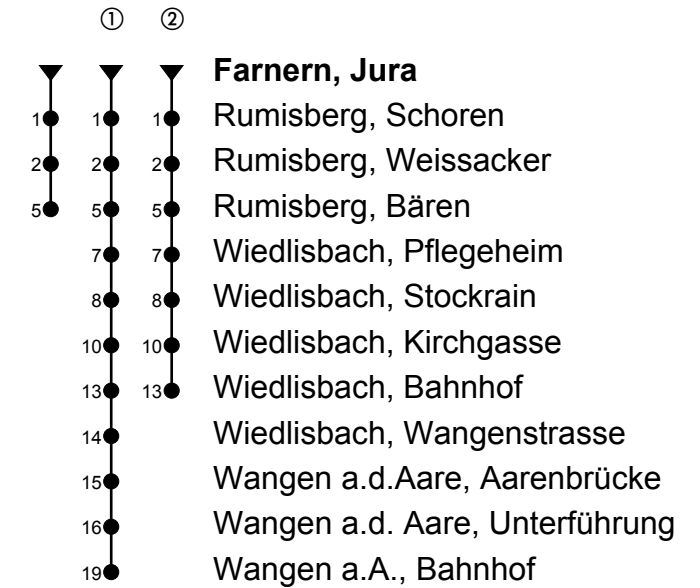 ① ②
Farnern, Jura
1 1 1 Rumisberg, Schoren
2 2 2 Rumisberg, Weissacker
5 5 5 Rumisberg, Bären
7 7 Wiedlisbach, Pflegeheim
8 8 Wiedlisbach, Stockrain
10 10 Wiedlisbach, Kirchgasse
13 13 Wiedlisbach, Bahnhof
14 Wiedlisbach, Wangenstrasse
15 Wangen a.d.Aare, Aarenbrücke
16 Wangen a.d. Aare, Unterführung
19 Wangen a.A., Bahnhof